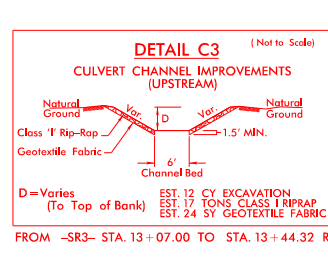 DETAIL C3
( Not to Scale)
CULVERT CHANNEL IMPROVEMENTS
(UPSTREAM)
Natural
Ground
Var.
D
Var.
Natural
Ground
Class 'I' Rip-Rap
1.5' MIN.
Geotextile Fabric
6'
Channel Bed
D=Varies
(To Top of Bank)
EST. 12 CY EXCAVATION
EST. 17 TONS CLASS I RIPRAP
EST. 24 SY GEOTEXTILE FABRIC
FROM -SR3- STA. 13+07.00 TO STA. 13+44.32 R